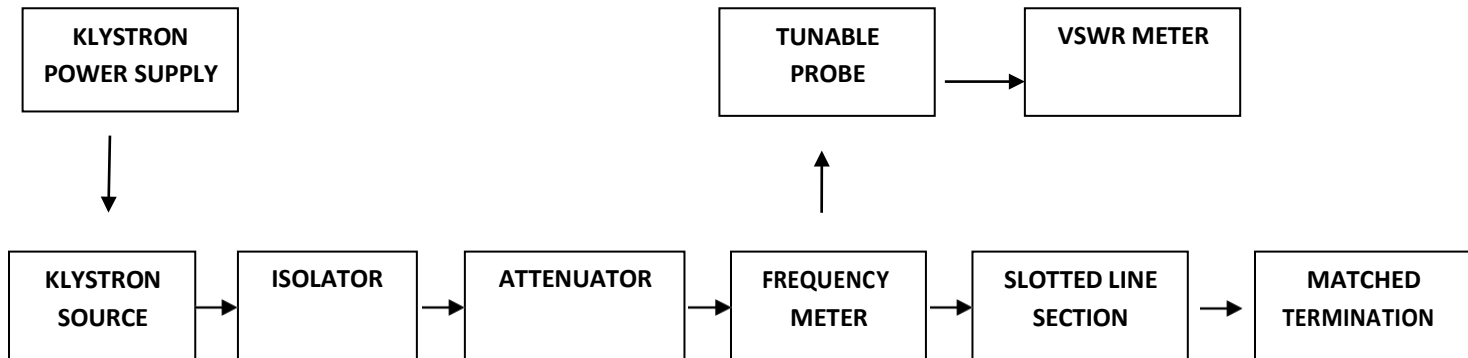 KLYSTRON
POWER SUPPLY
TUNABLE
PROBE
VSWR METER
KLYSTRON
SOURCE
ISOLATOR
ATTENUATOR
FREQUENCY
METER
SLOTTED LINE
SECTION
MATCHED
TERMINATION